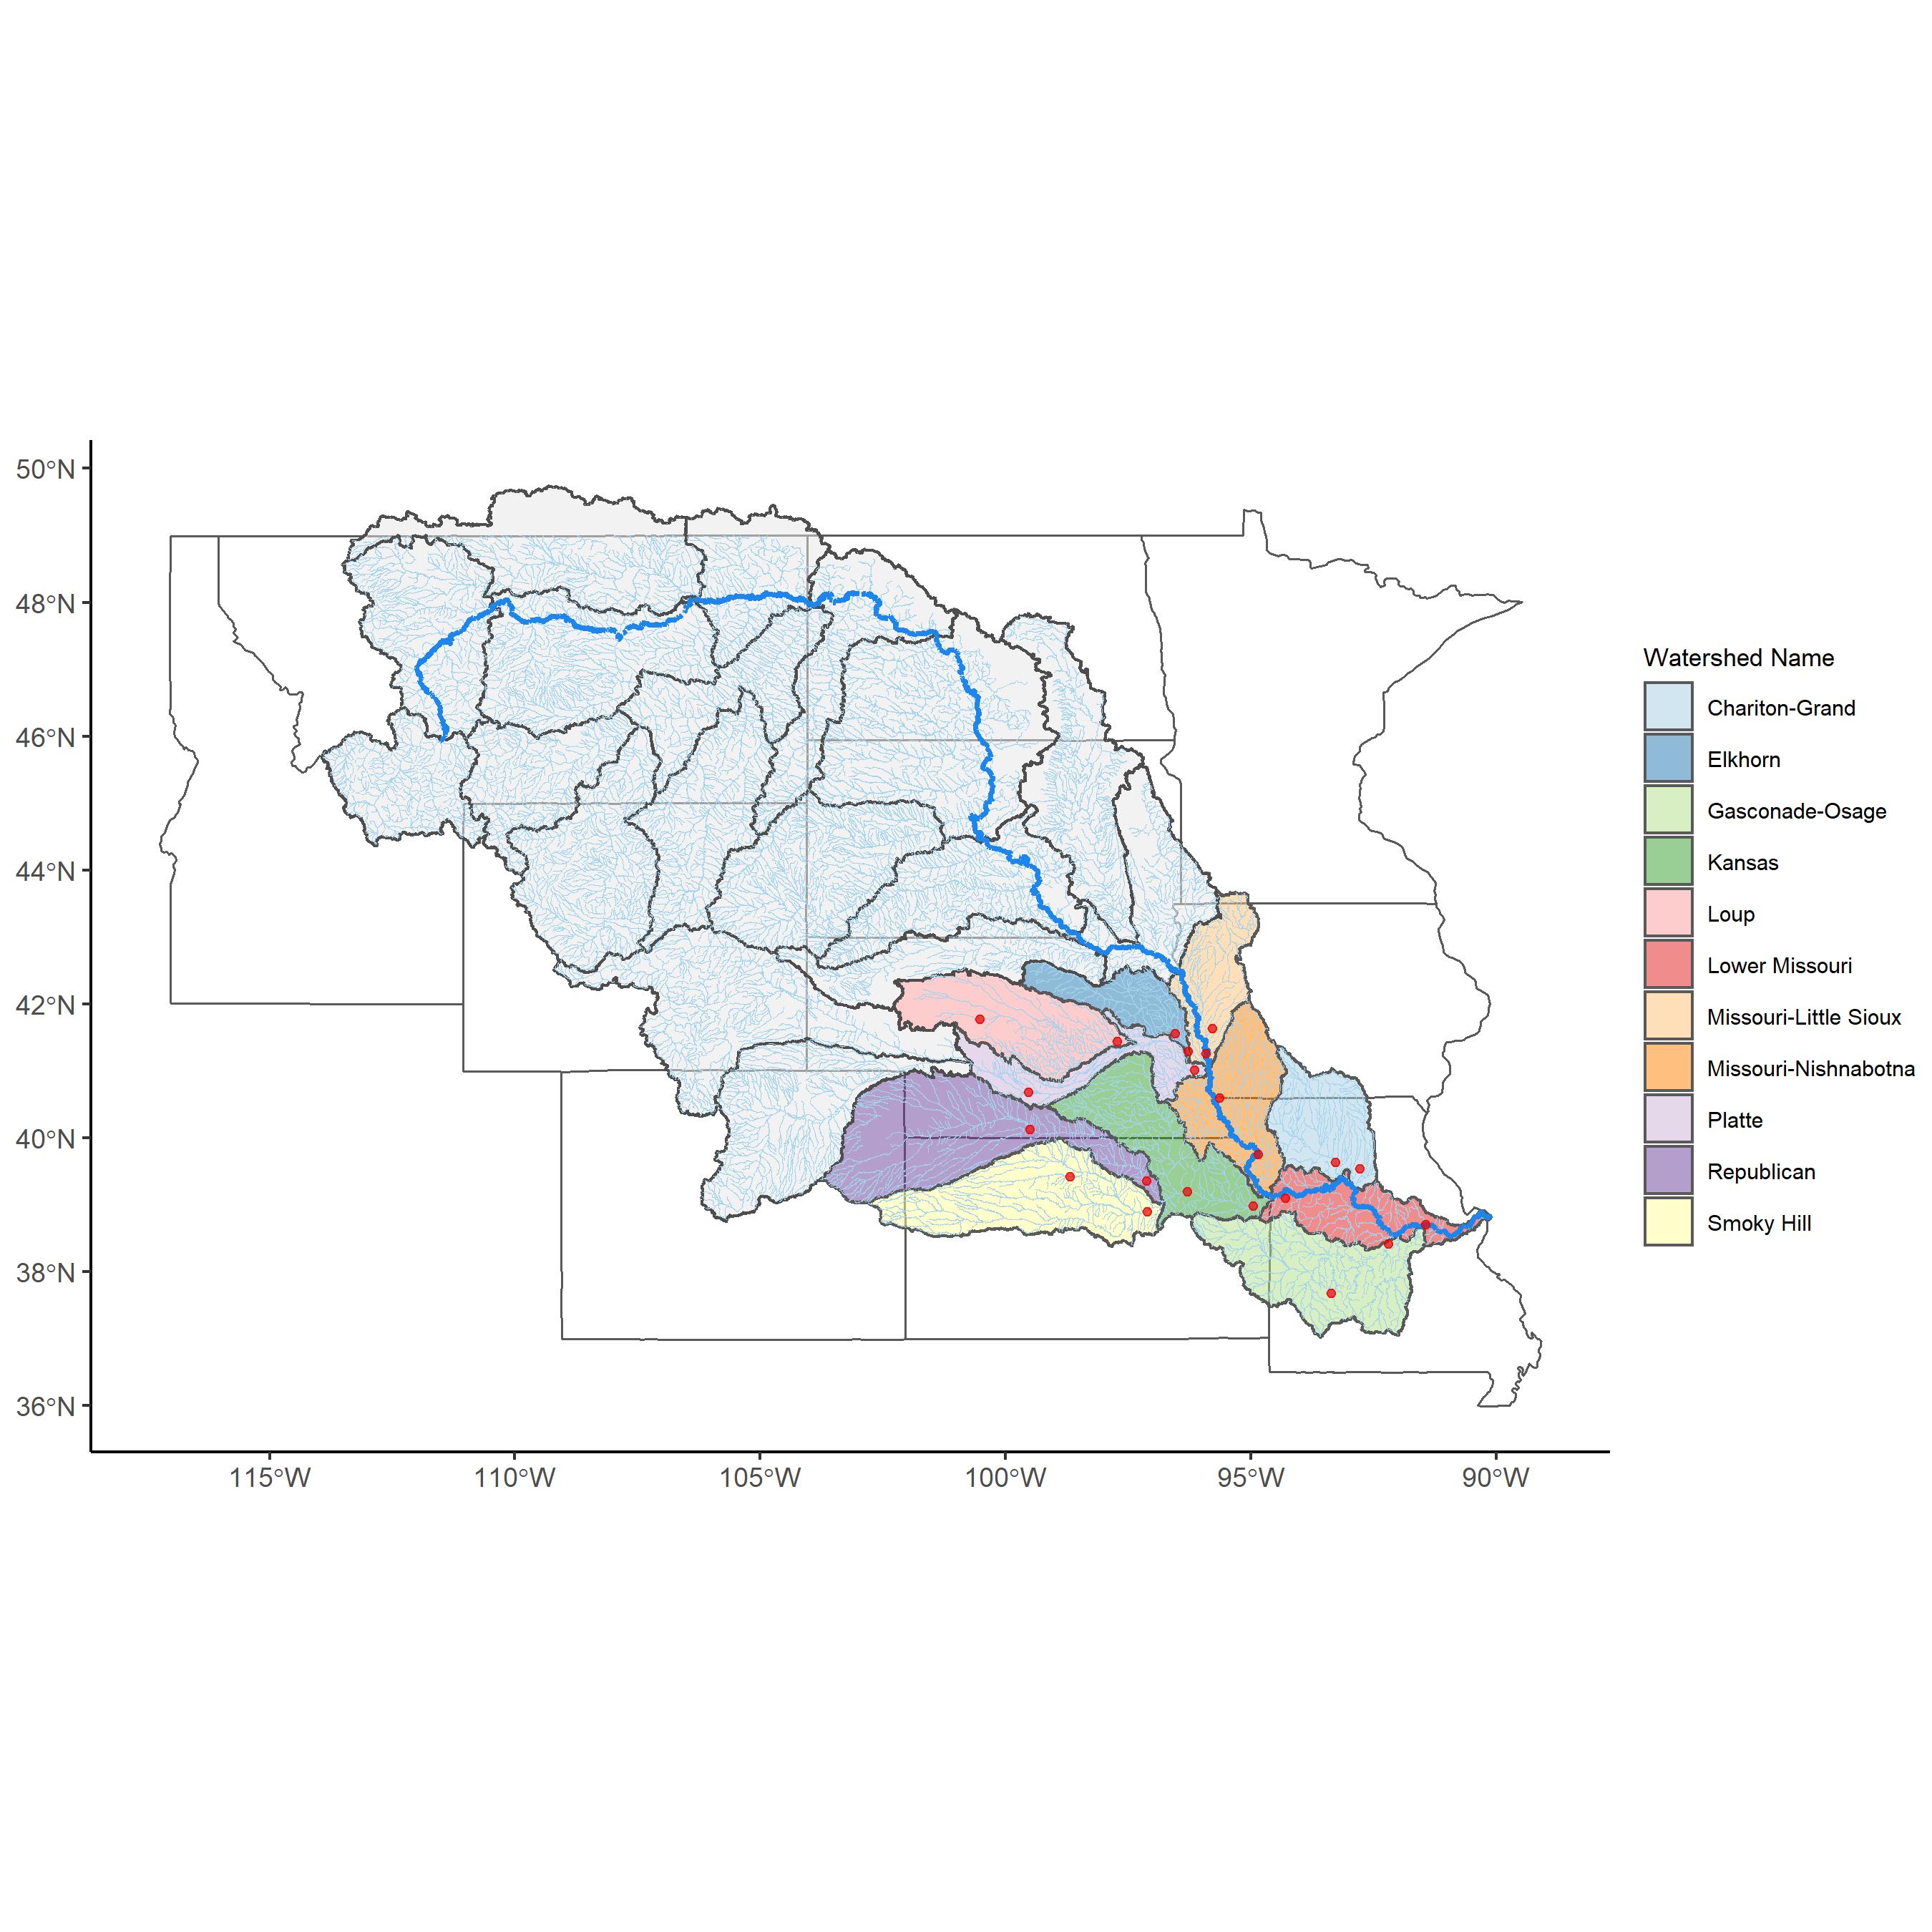 50°N
48°N
46°N
44°N
42°N
40°N
38°N
36°N
115°W
110°W
105°W
100°W
95°W
90°W
Watershed Name
Chariton-Grand
Elkhorn
Gasconade-Osage
Kansas
Loup
Lower Missouri
Missouri-Little Sioux
Missouri-Nishnabotna
Platte
Republican
Smoky Hill